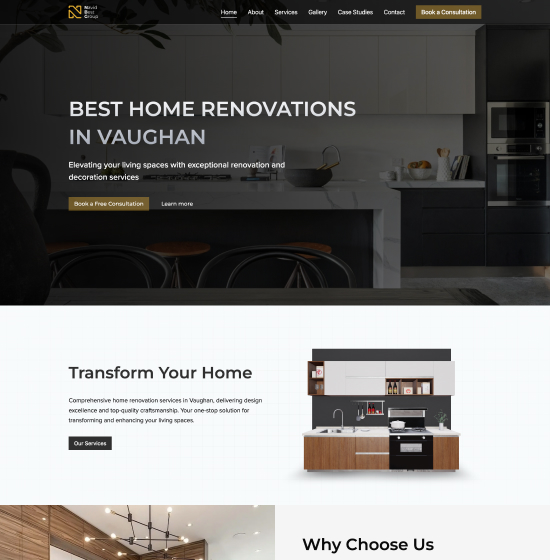 Navid
Best
Group
Home
About
Services
Gallery
Case Studies
Contact
Book a Consultation
BEST HOME RENOVATIONS
IN VAUGHAN
Elevating your living spaces with exceptional renovation and
decoration services
Book a Free Consultation
Learn more
Transform Your Home
Comprehensive home renovation services in Vaughan, delivering design
excellence and top-quality craftsmanship. Your one-stop solution for
transforming and enhancing your living spaces.
Our Services
Why Choose Us